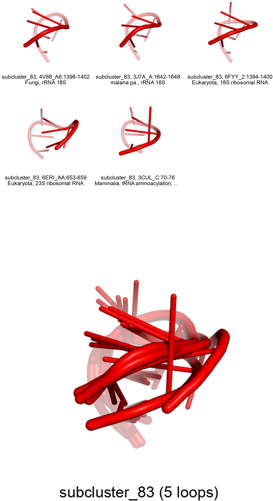 subcluster_83, 4V88_A6:1396-1402
Fungi, rRNA 18S
subcluster_83, 3J7A_A:1642-1648
malaria pa., rRNA 18S
subcluster_83, 6FYY_2:1394-1400
Eukaryota, 18S ribosomal RNA
subcluster_83, 6ERI_AA:653-659
Eukaryota, 23S ribosomal RNA
subcluster_83, 3CUL_C:70-76
Mammalia, tRNA aminoacylation, ...
subcluster_83 (5 loops)